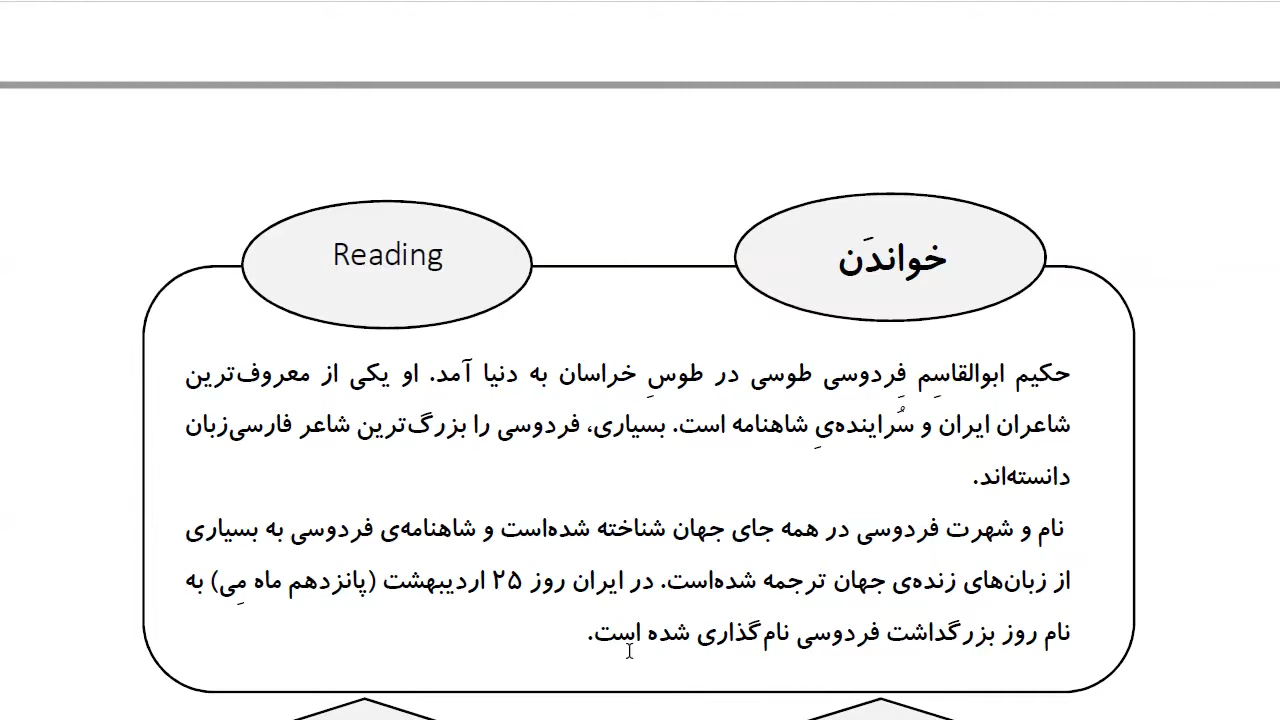 Reading
خواندَن
حکیم ابوالقاسِمِ فِردوسی طوسی در طوسِ خراسان به دنیا آمد. او یکی از معروف‌ترین
شاعران ایران و سُراینده‌یِ شاهنامه است. بسیاری، فردوسی را بزرگ‌ترین شاعر فارسی‌زبان
دانسته‌اند.
نام و شهرت فردوسی در همه جای جهان شناخته شده‌است و شاهنامه‌ی فردوسی به بسیاری
از زبان‌های زنده‌ی جهان ترجمه شده‌است. در ایران روز ۲۵ اردیبهشت (پانزدهم ماه مِی) به
نام روز بزرگداشت فردوسی نام‌گذاری شده است.